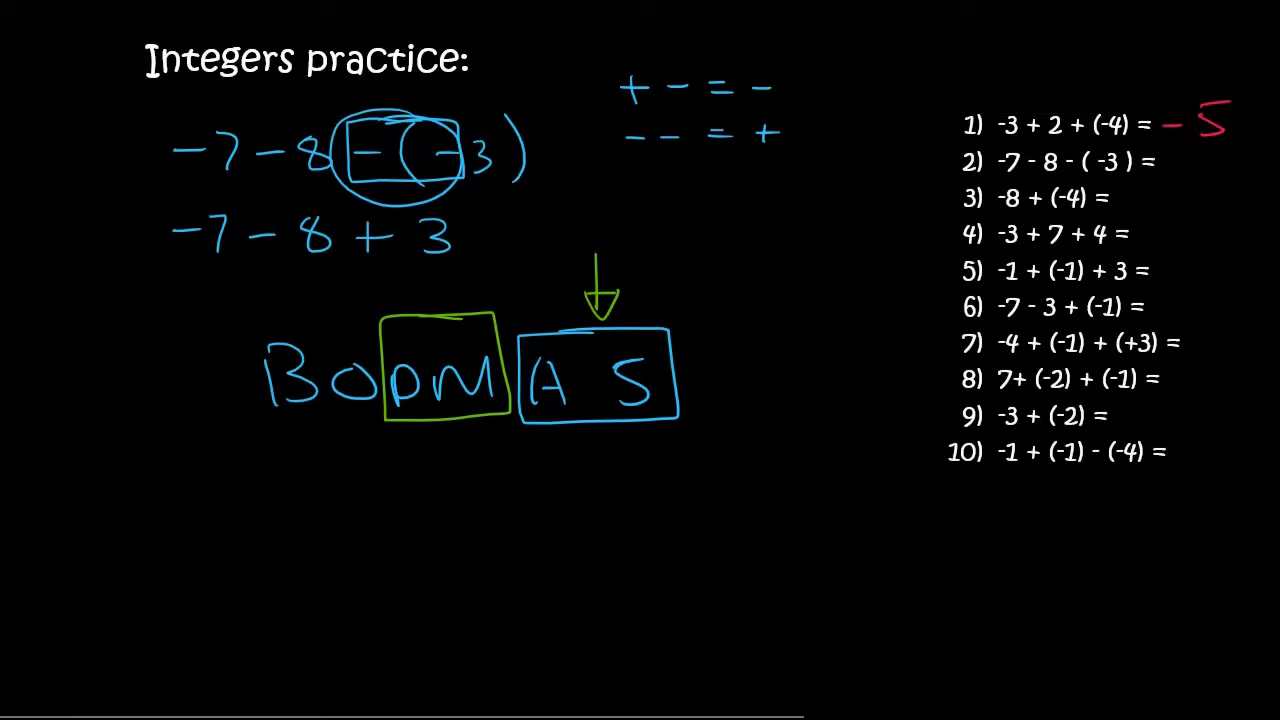 Integers practice:
+ - = -
- - = +
-7 - 8 - (-3)
-7 - 8 + 3
BODMAS
1) -3 + 2 + (-4) = -5
2) -7 - 8 - ( -3 ) =
3) -8 + (-4) =
4) -3 + 7 + 4 =
5) -1 + (-1) + 3 =
6) -7 - 3 + (-1) =
7) -4 + (-1) + (+3) =
8) 7+ (-2) + (-1) =
9) -3 + (-2) =
10) -1 + (-1) - (-4) =